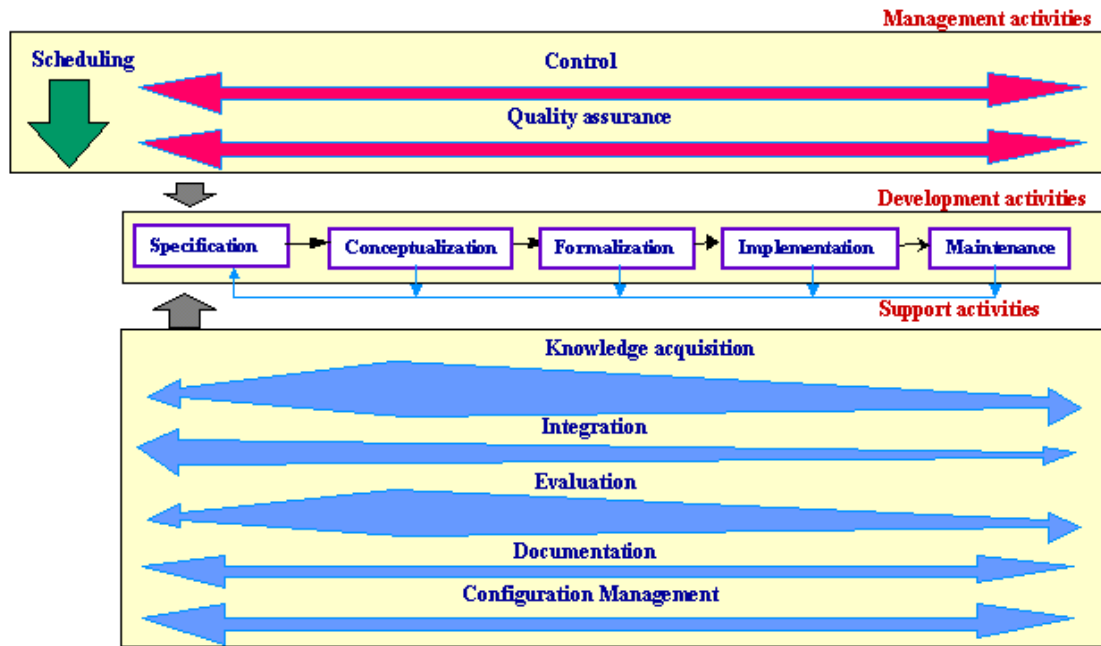 Management activities
Scheduling
Control
Quality assurance
Development activities
Specification
Conceptualization
Formalization
Implementation
Maintenance
Support activities
Knowledge acquisition
Integration
Evaluation
Documentation
Configuration Management